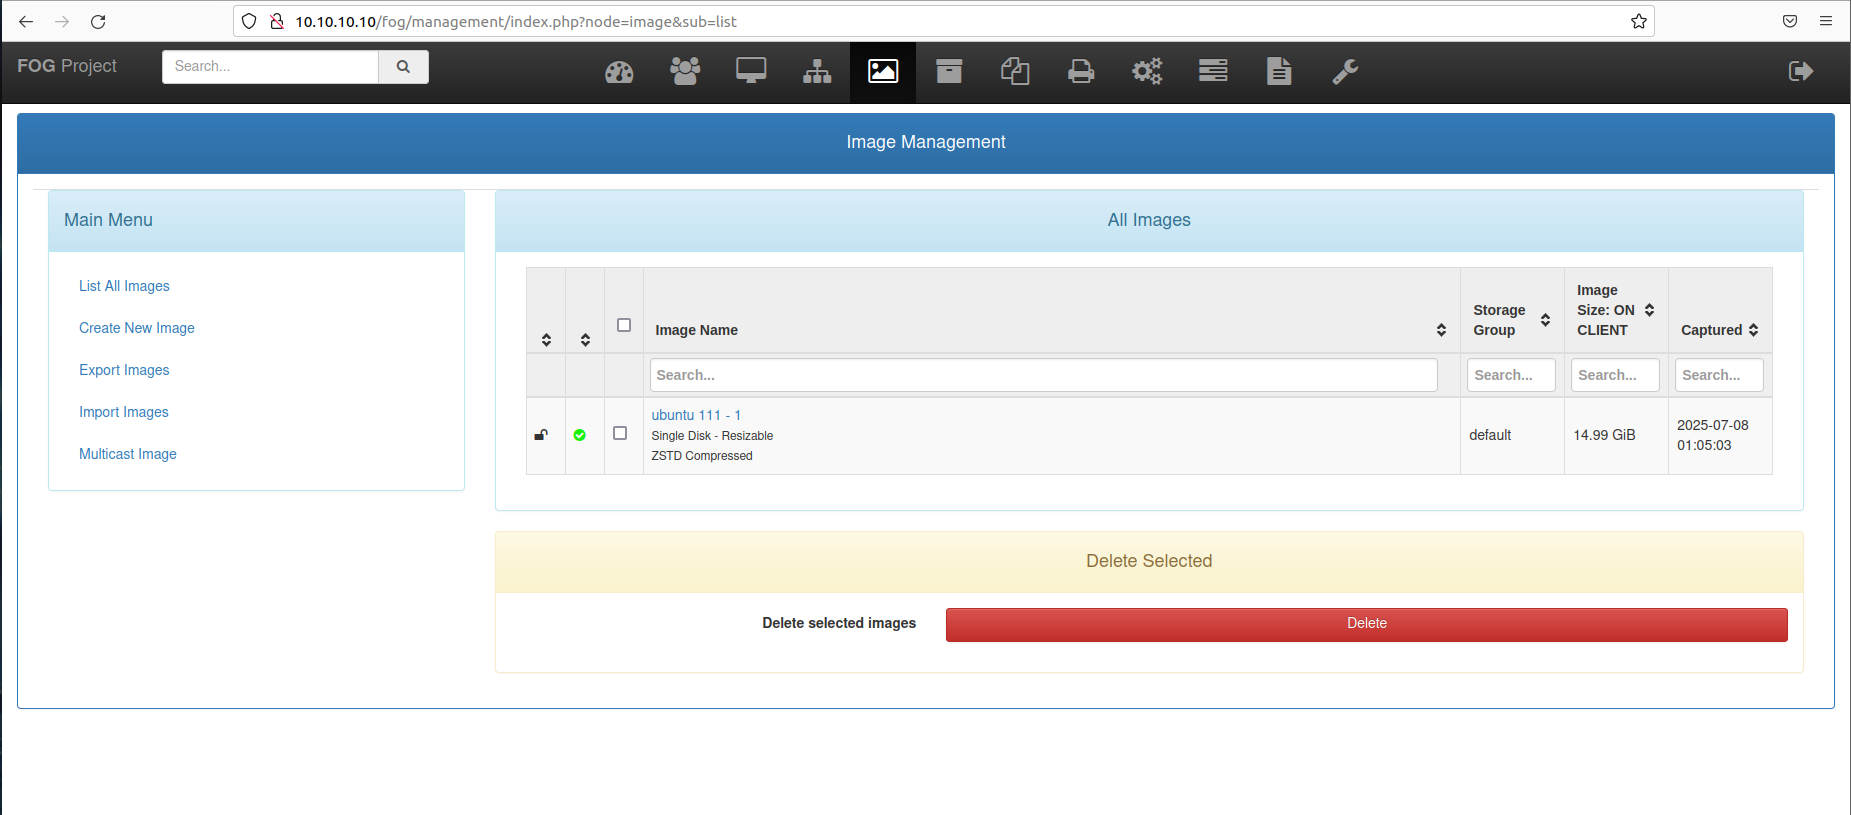 10.10.10.10/fog/management/index.php?node=image&sub=list
FOG Project
Search...
Image Management
Main Menu
List All Images
Create New Image
Export Images
Import Images
Multicast Image
All Images
Image Name
Storage
Group
Image
Size: ON
CLIENT
Captured
Search...
Search...
Search...
Search...
ubuntu 111 - 1
Single Disk - Resizable
ZSTD Compressed
default
14.99 GiB
2025-07-08
01:05:03
Delete Selected
Delete selected images
Delete